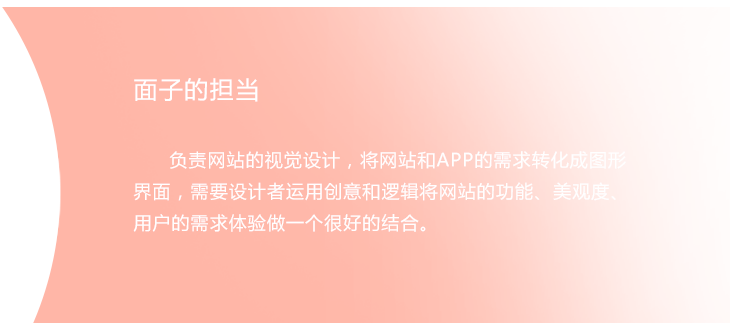 面子的担当
负责网站的视觉设计，将网站和APP的需求转化成图形
界面，需要设计者运用创意和逻辑将网站的功能、美观度、
用户的需求体验做一个很好的结合。